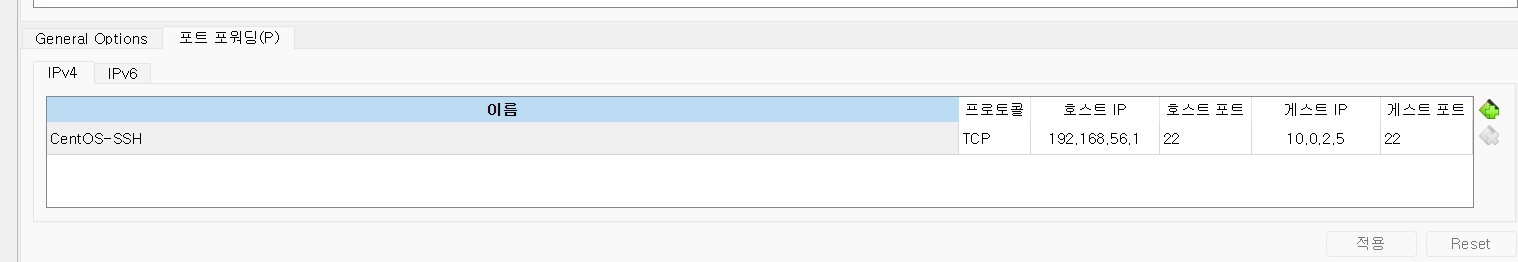 General Options 포트 포워딩(P)
IPv4 IPv6
이름 프로토콜 호스트 IP 호스트 포트 게스트 IP 게스트 포트
CentOS-SSH TCP 192.168.56.1 22 10.0.2.5 22
적용 Reset